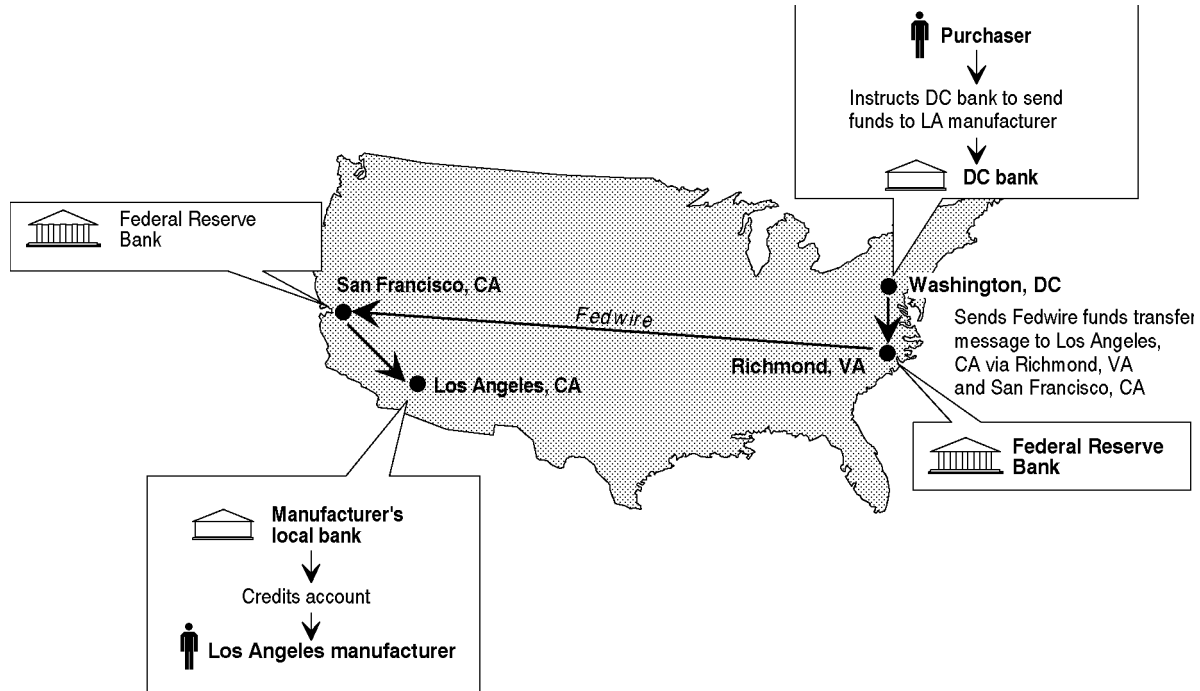 Purchaser
Instructs DC bank to send
funds to LA manufacturer
DC bank
Federal Reserve
Bank
San Francisco, CA
Washington, DC
Fedwire
Sends Fedwire funds transfer
message to Los Angeles,
CA via Richmond, VA
and San Francisco, CA
Richmond, VA
Los Angeles, CA
Federal Reserve
Bank
Manufacturer's
local bank
Credits account
Los Angeles manufacturer